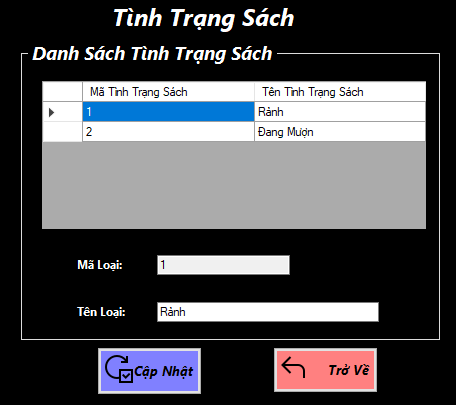 Tình Trạng Sách
Danh Sách Tình Trạng Sách
Mã Tình Trạng Sách Tên Tình Trạng Sách
1 Rảnh
2 Đang Mượn
Mã Loại: 1
Tên Loại: Rảnh
Cập Nhật Trở Về